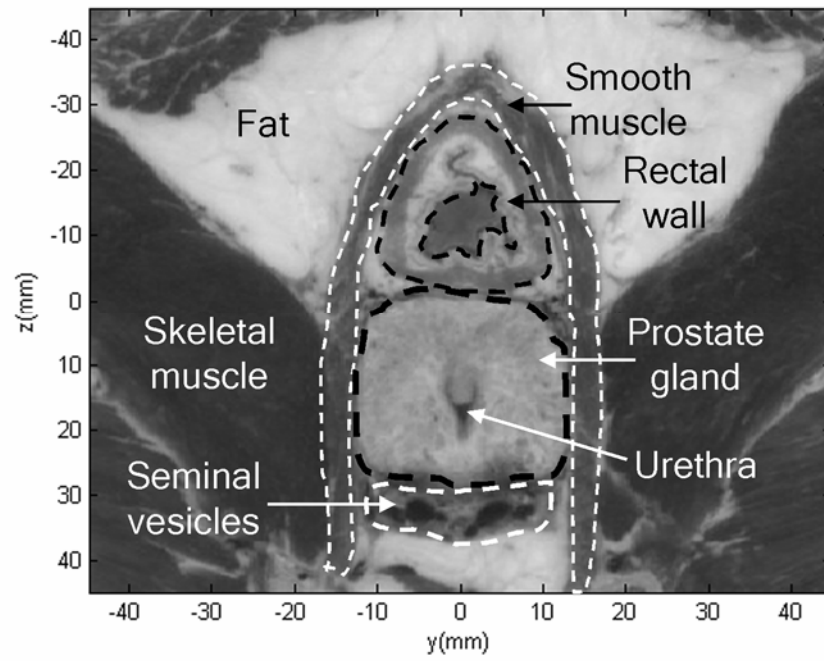 -40
-30
-20
-10
0
10
20
30
40
z(mm)
Fat
Smooth
muscle
Rectal
wall
Skeletal
muscle
Prostate
gland
Urethra
Seminal
vesicles
-40 -30 -20 -10 0 10 20 30 40
y(mm)